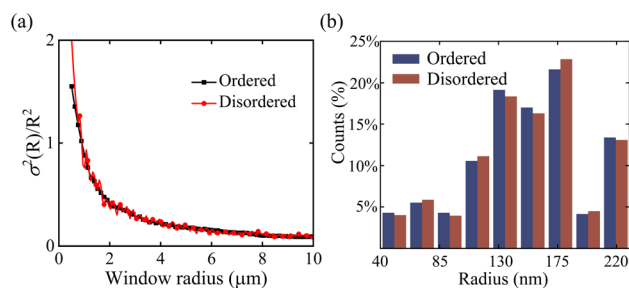 (a)
2
1
0
σ²(R)/R²
Ordered
Disordered
0 2 4 6 8 10
Window radius (μm)
(b)
25%
20%
15%
10%
5%
Counts (%)
Ordered
Disordered
40 85 130 175 220
Radius (nm)